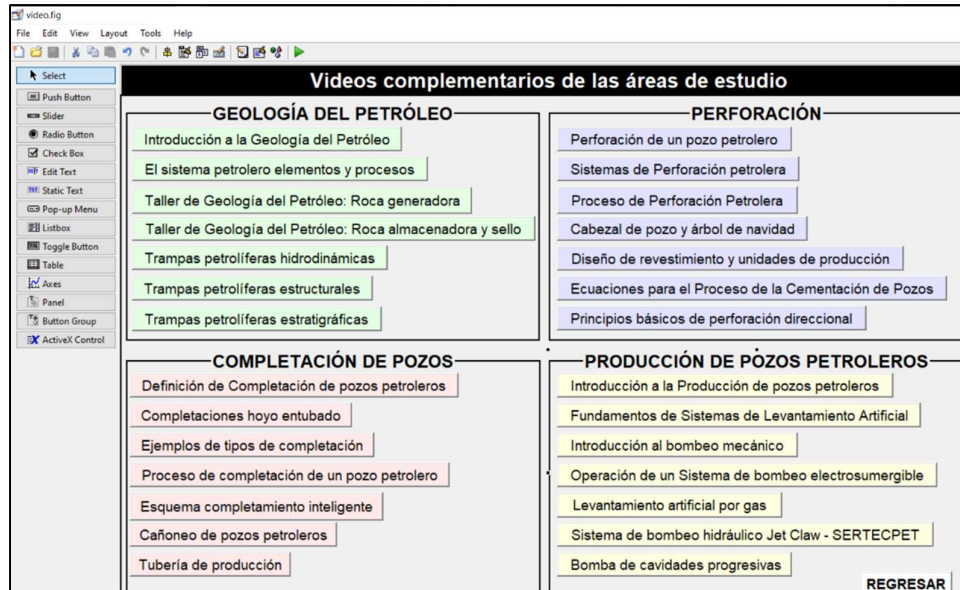 video.fig
File Edit View Layout Tools Help
Select
Push Button
Slider
Radio Button
Check Box
Edit Text
Static Text
Pop-up Menu
Listbox
Toggle Button
Table
Axes
Panel
Button Group
ActiveX Control
Videos complementarios de las áreas de estudio
GEOLOGÍA DEL PETRÓLEO
Introducción a la Geología del Petróleo
El sistema petrolero elementos y procesos
Taller de Geología del Petróleo: Roca generadora
Taller de Geología del Petróleo: Roca almacenadora y sello
Trampas petrolíferas hidrodinámicas
Trampas petrolíferas estructurales
Trampas petrolíferas estratigráficas
PERFORACIÓN
Perforación de un pozo petrolero
Sistemas de Perforación petrolera
Proceso de Perforación Petrolera
Cabezal de pozo y árbol de navidad
Diseño de revestimiento y unidades de producción
Ecuaciones para el Proceso de la Cementación de Pozos
Principios básicos de perforación direccional
COMPLETACIÓN DE POZOS
Definición de Completación de pozos petroleros
Completaciones hoyo entubado
Ejemplos de tipos de completación
Proceso de completación de un pozo petrolero
Esquema completamiento inteligente
Cañoneo de pozos petroleros
Tubería de producción
PRODUCCIÓN DE POZOS PETROLEROS
Introducción a la Producción de pozos petroleros
Fundamentos de Sistemas de Levantamiento Artificial
Introducción al bombeo mecánico
Operación de un Sistema de bombeo electrosumergible
Levantamiento artificial por gas
Sistema de bombeo hidráulico Jet Claw - SERTECPET
Bomba de cavidades progresivas
REGRESAR